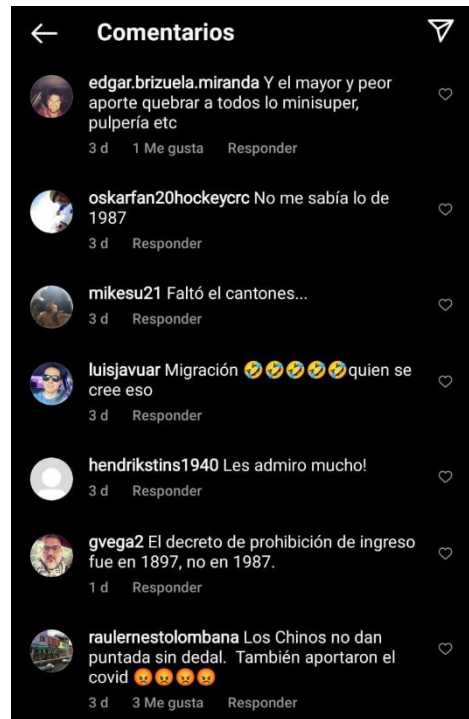 Comentarios
edgar.brizuela.miranda Y el mayor y peor
aporte quebrar a todos lo minisuper,
pulpería etc
3 d 1 Me gusta Responder
oskarfan20hockeycrc No me sabía lo de
1987
3 d Responder
mikesu21 Faltó el cantones...
3 d Responder
luisjavuar Migración 🤣🤣🤣🤣🤣quien se
cree eso
3 d Responder
hendrikstins1940 Les admiro mucho!
3 d Responder
gvega2 El decreto de prohibición de ingreso
fue en 1897, no en 1987.
1 d Responder
raulernestolombana Los Chinos no dan
puntada sin dedal. También aportaron el
covid 😡😡😡😡
3 d 3 Me gusta Responder